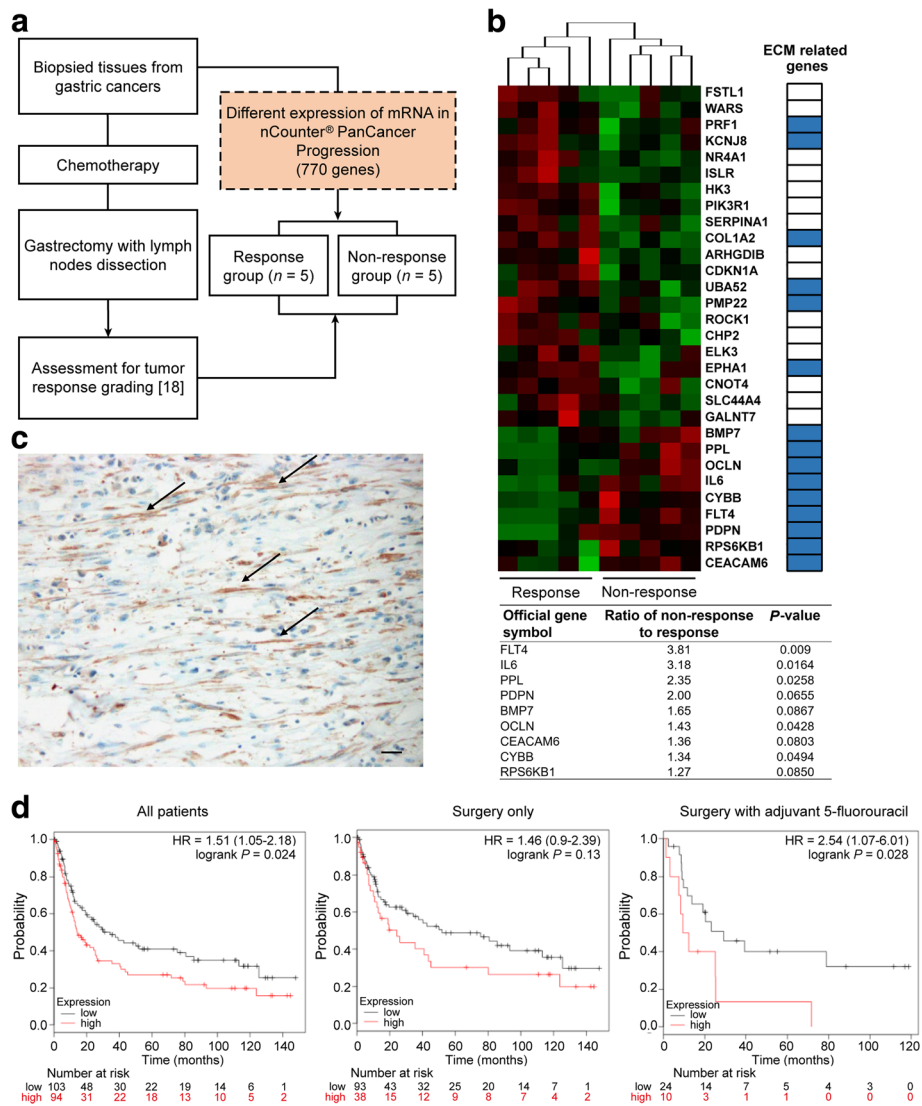 a
Biopsied tissues from
gastric cancers
Chemotherapy
Gastrectomy with lymph
nodes dissection
Assessment for tumor
response grading [18]
Different expression of mRNA in
nCounter® PanCancer
Progression
(770 genes)
Response
group (n = 5)
Non-response
group (n = 5)
b
ECM related
genes
FSTL1
WARS
PRF1
KCNJ8
NR4A1
ISLR
HK3
PIK3R1
SERPINA1
COL1A2
ARHGDIB
CDKN1A
UBA52
PMP22
ROCK1
CHP2
ELK3
EPHA1
CNOT4
SLC44A4
GALNT7
BMP7
PPL
OCLN
IL6
CYBB
FLT4
PDPN
RPS6KB1
CEACAM6
Response Non-response
Official gene symbol Ratio of non-response to response P-value
FLT4 3.81 0.009
IL6 3.18 0.0164
PPL 2.35 0.0258
PDPN 2.00 0.0655
BMP7 1.65 0.0867
OCLN 1.43 0.0428
CEACAM6 1.36 0.0803
CYBB 1.34 0.0494
RPS6KB1 1.27 0.0850
c
d
All patients
HR = 1.51 (1.05-2.18)
logrank P = 0.024
Probability
1.0
0.8
0.6
0.4
0.2
0.0
Expression
low
high
0 20 40 60 80 100 120 140
Time (months)
Number at risk
low 103 48 30 22 19 14 6 1
high 94 31 22 18 13 10 5 2
Surgery only
HR = 1.46 (0.9-2.39)
logrank P = 0.13
Probability
1.0
0.8
0.6
0.4
0.2
0.0
Expression
low
high
0 20 40 60 80 100 120 140
Time (months)
Number at risk
low 93 43 32 25 20 14 7 1
high 38 15 12 9 8 7 4 2
Surgery with adjuvant 5-fluorouracil
HR = 2.54 (1.07-6.01)
logrank P = 0.028
Probability
1.0
0.8
0.6
0.4
0.2
0.0
Expression
low
high
0 20 40 60 80 100 120
Time (months)
Number at risk
low 24 14 7 5 4 3 0
high 10 3 1 1 0 0 0